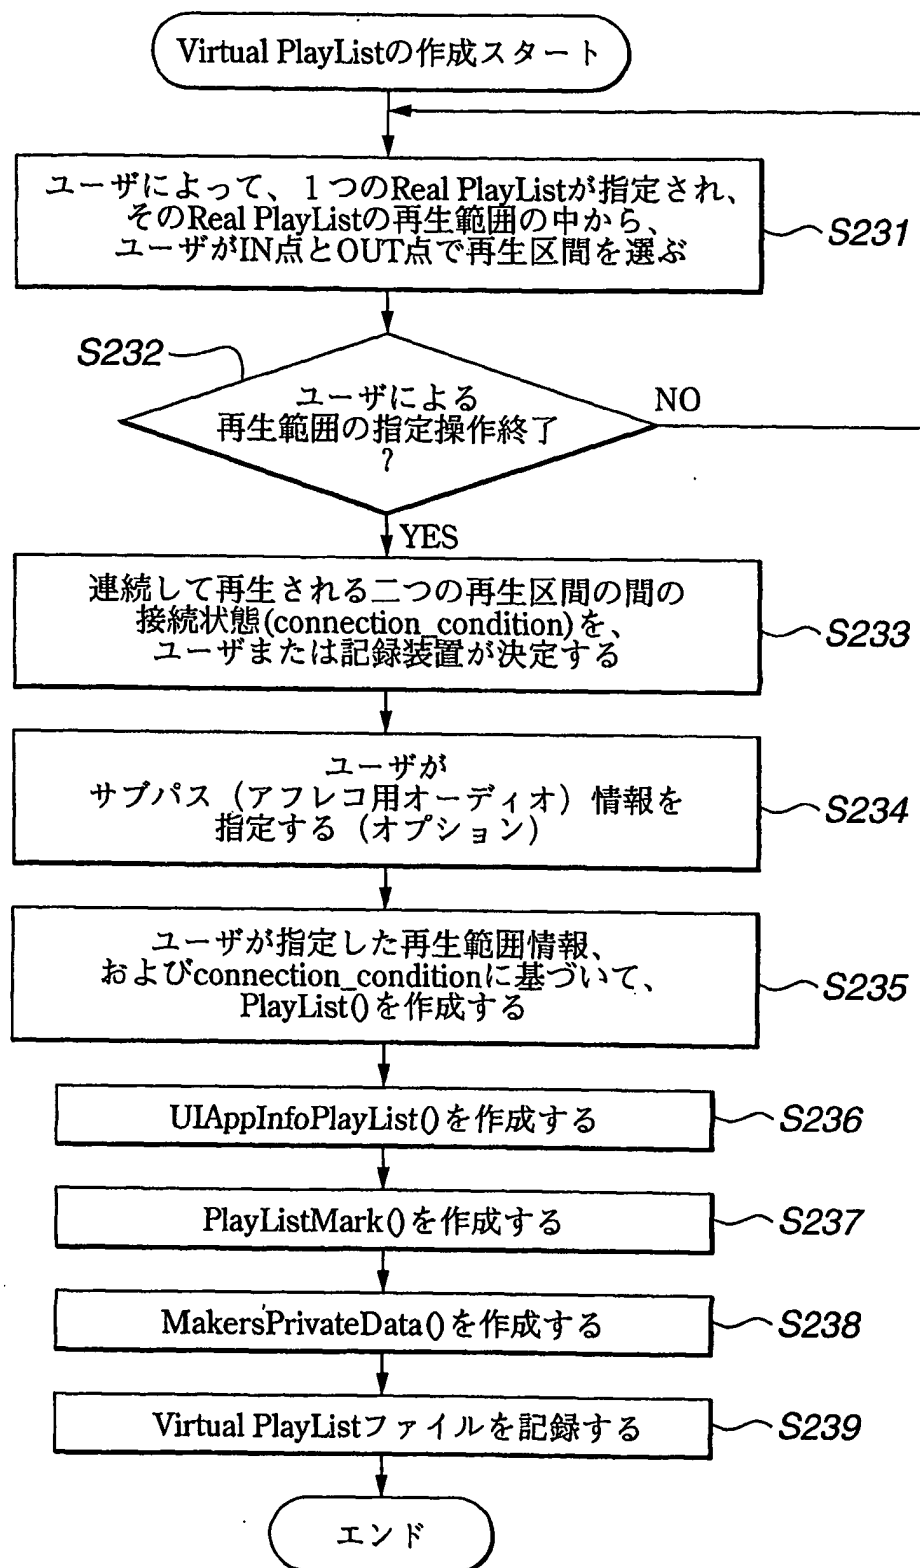 Virtual PlayListの作成スタート
ユーザによって、1つのReal PlayListが指定され、
そのReal PlayListの再生範囲の中から、
ユーザがIN点とOUT点で再生区間を選ぶ
S231
S232
ユーザによる
再生範囲の指定操作終了
?
NO
YES
連続して再生される二つの再生区間の間の
接続状態(connection_condition)を、
ユーザまたは記録装置が決定する
S233
ユーザが
サブパス（アフレコ用オーディオ）情報を
指定する（オプション）
S234
ユーザが指定した再生範囲情報、
およびconnection_conditionに基づいて、
PlayList()を作成する
S235
UIAppInfoPlayList()を作成する
S236
PlayListMark()を作成する
S237
MakersPrivateData()を作成する
S238
Virtual PlayListファイルを記録する
S239
エンド